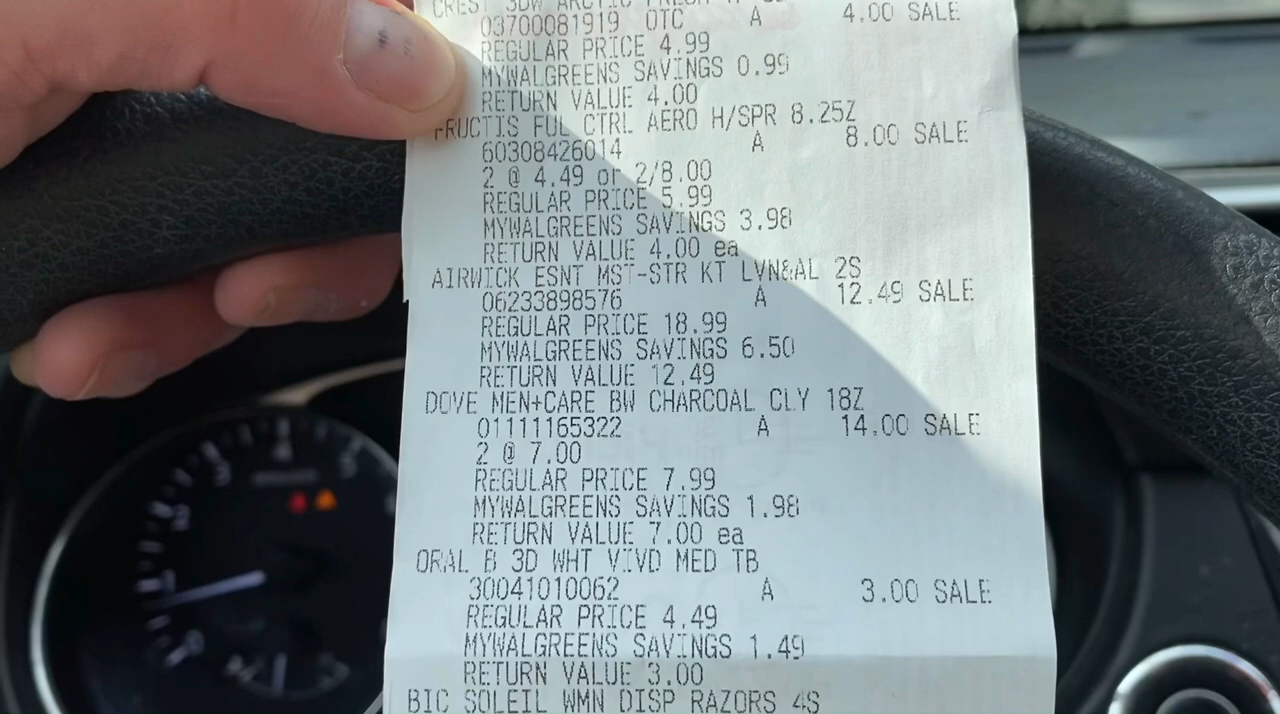 CREST 3DW ARCTIC FRESH
03700081919 OTC A 4.00 SALE
REGULAR PRICE 4.99
MYWALGREENS SAVINGS 0.99
RETURN VALUE 4.00
FRUCTIS FUL CTRL AERO H/SPR 8.25Z
60308426014 A 8.00 SALE
2 @ 4.49 or 2/8.00
REGULAR PRICE 5.99
MYWALGREENS SAVINGS 3.98
RETURN VALUE 4.00 ea
AIRWICK ESNT MST-STR KT LVN&AL 2S
06233898576 A 12.49 SALE
REGULAR PRICE 18.99
MYWALGREENS SAVINGS 6.50
RETURN VALUE 12.49
DOVE MEN+CARE BW CHARCOAL CLY 18Z
01111165322 A 14.00 SALE
2 @ 7.00
REGULAR PRICE 7.99
MYWALGREENS SAVINGS 1.98
RETURN VALUE 7.00 ea
ORAL B 3D WHT VIVD MED TB
30041010062 A 3.00 SALE
REGULAR PRICE 4.49
MYWALGREENS SAVINGS 1.49
RETURN VALUE 3.00
BIC SOLEIL WMN DISP RAZORS 4S